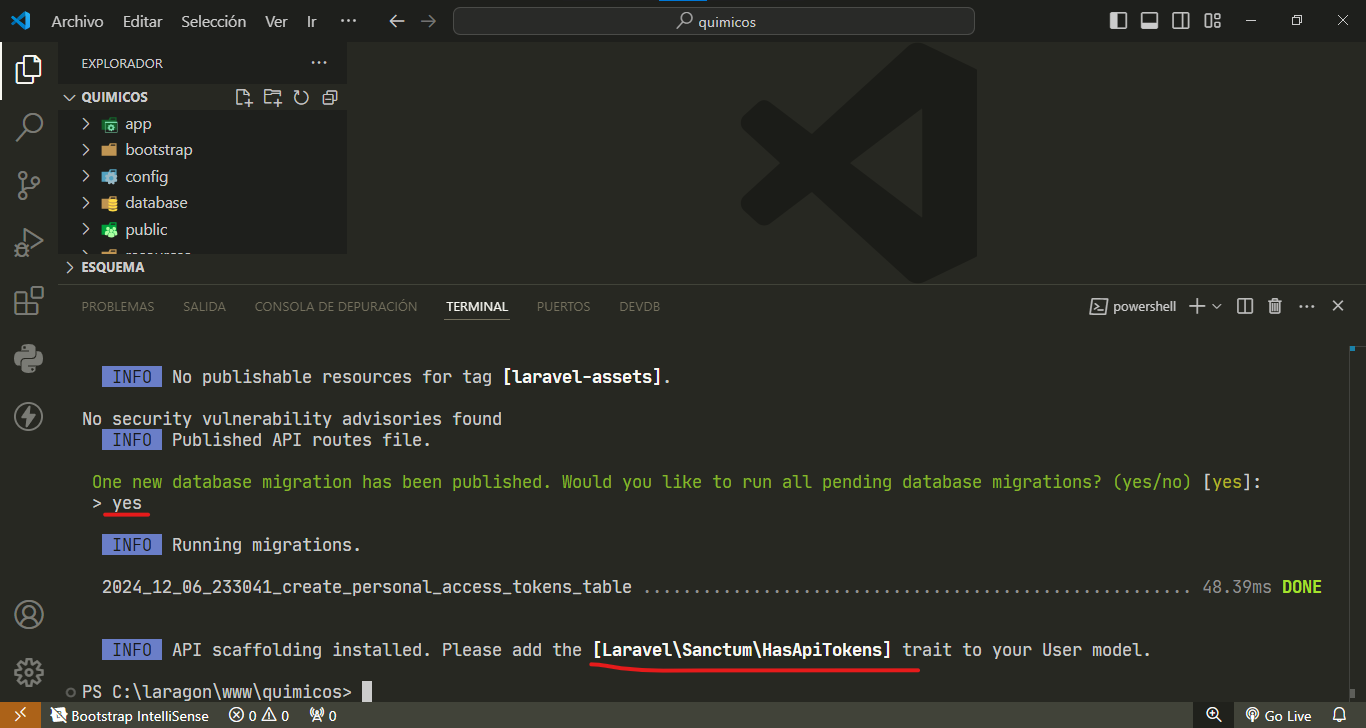 Archivo Editar Selección Ver Ir ···
quimicos
EXPLORADOR ···
QUIMICOS
app
bootstrap
config
database
public
ESQUEMA
PROBLEMAS SALIDA CONSOLA DE DEPURACIÓN TERMINAL PUERTOS DEVDB
powershell
INFO No publishable resources for tag [laravel-assets].
No security vulnerability advisories found
INFO Published API routes file.
One new database migration has been published. Would you like to run all pending database migrations? (yes/no) [yes]:
> yes
INFO Running migrations.
2024_12_06_233041_create_personal_access_tokens_table ....................................................... 48.39ms DONE
INFO API scaffolding installed. Please add the [Laravel\Sanctum\HasApiTokens] trait to your User model.
PS C:\laragon\www\quimicos>
Bootstrap IntelliSense 0 0 0 Go Live